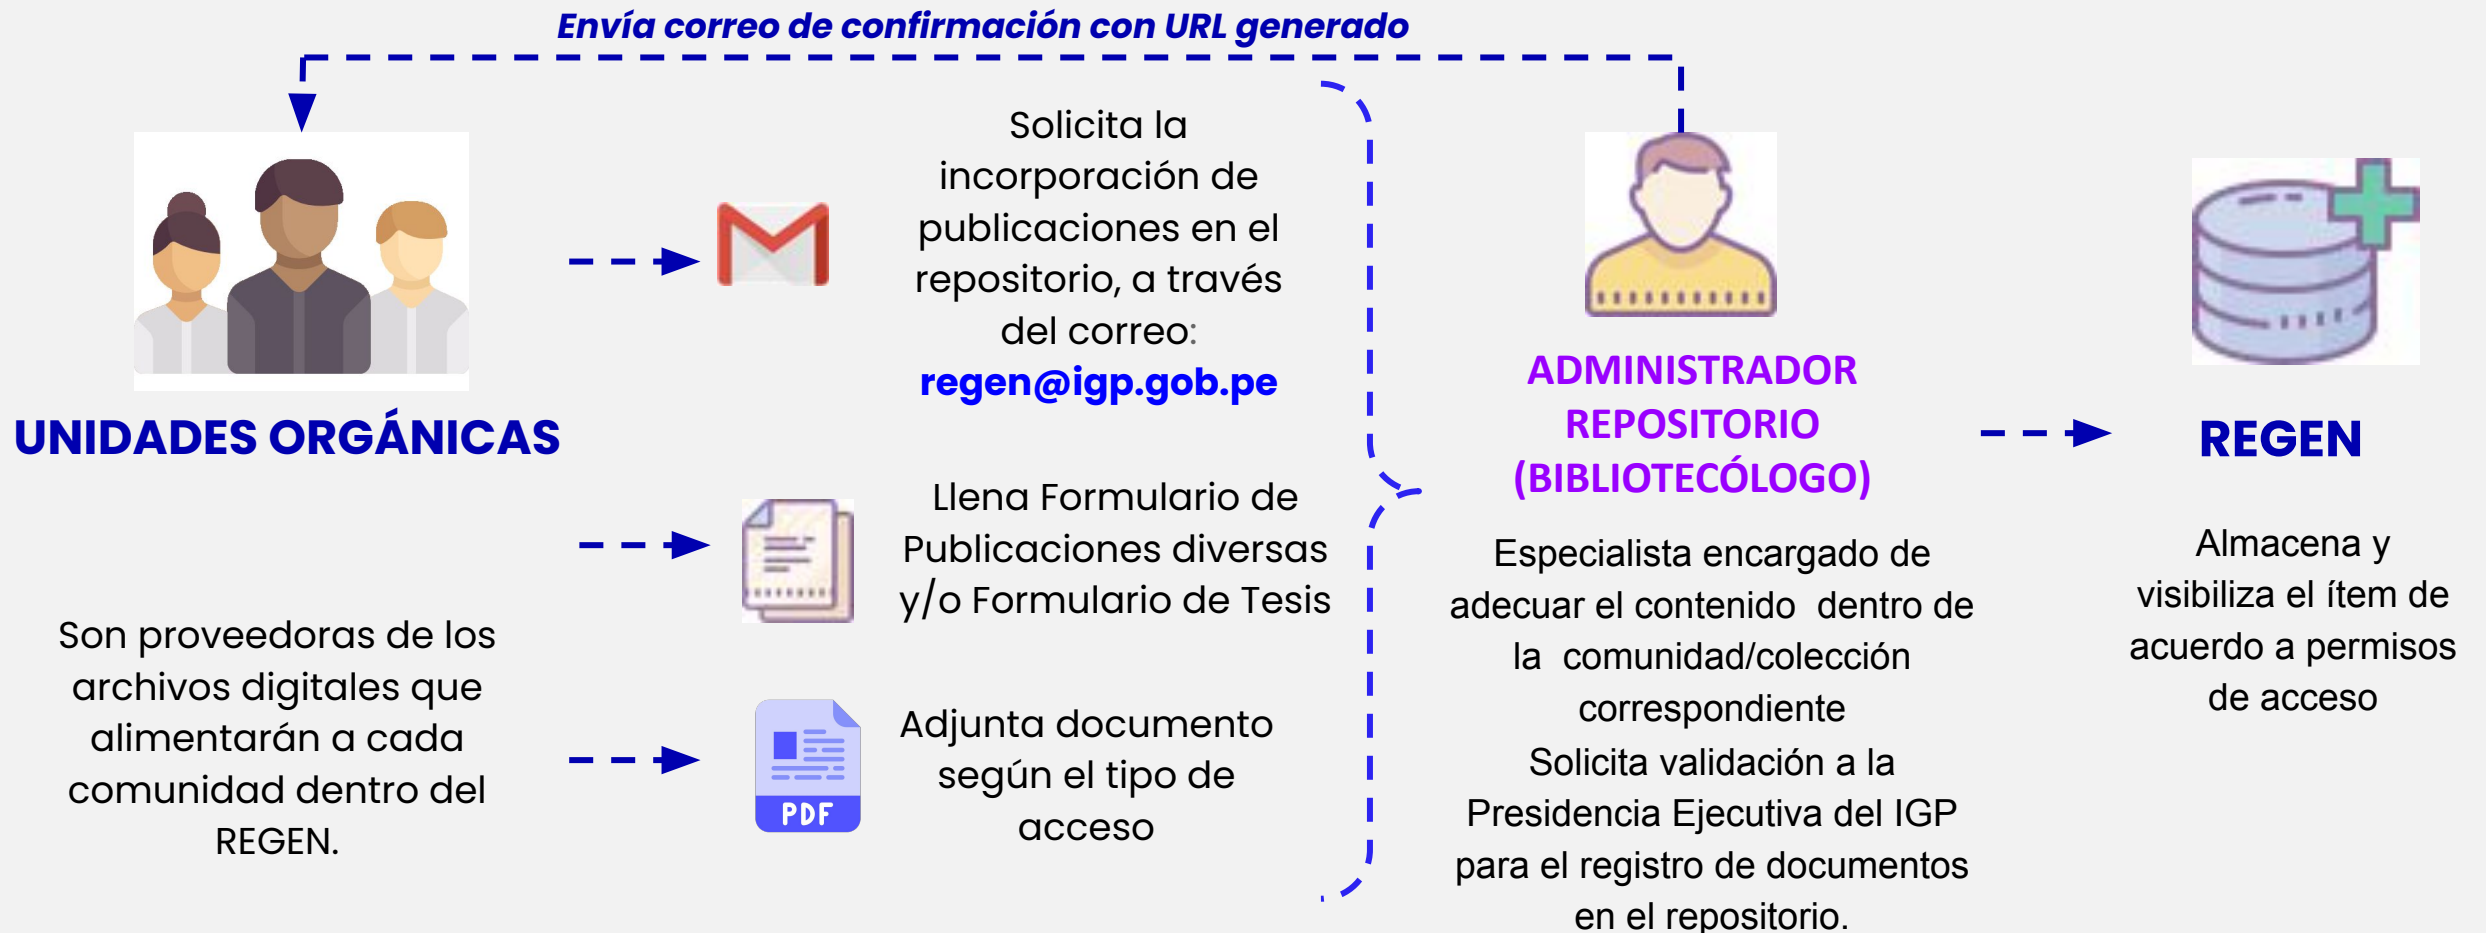 Envía correo de confirmación con URL generado
UNIDADES ORGÁNICAS
Son proveedoras de los
archivos digitales que
alimentarán a cada
comunidad dentro del
REGEN.
Solicita la
incorporación de
publicaciones en el
repositorio, a través
del correo:
regen@igp.gob.pe
Llena Formulario de
Publicaciones diversas
y/o Formulario de Tesis
PDF
Adjunta documento
según el tipo de
acceso
ADMINISTRADOR
REPOSITORIO
(BIBLIOTECÓLOGO)
Especialista encargado de
adecuar el contenido dentro de
la comunidad/colección
correspondiente
Solicita validación a la
Presidencia Ejecutiva del IGP
para el registro de documentos
en el repositorio.
REGEN
Almacena y
visibiliza el ítem de
acuerdo a permisos
de acceso